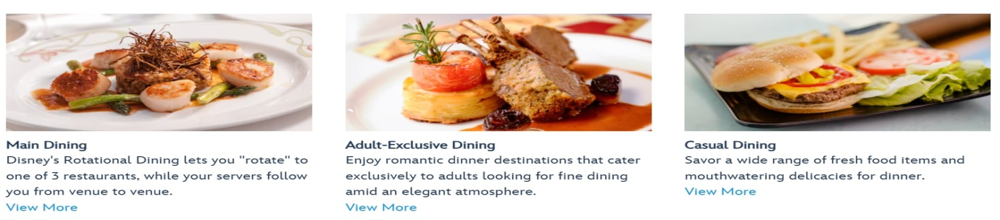 Main Dining
Disney's Rotational Dining lets you "rotate" to
one of 3 restaurants, while your servers follow
you from venue to venue.
View More
Adult-Exclusive Dining
Enjoy romantic dinner destinations that cater
exclusively to adults looking for fine dining
amid an elegant atmosphere.
View More
Casual Dining
Savor a wide range of fresh food items and
mouthwatering delicacies for dinner.
View More